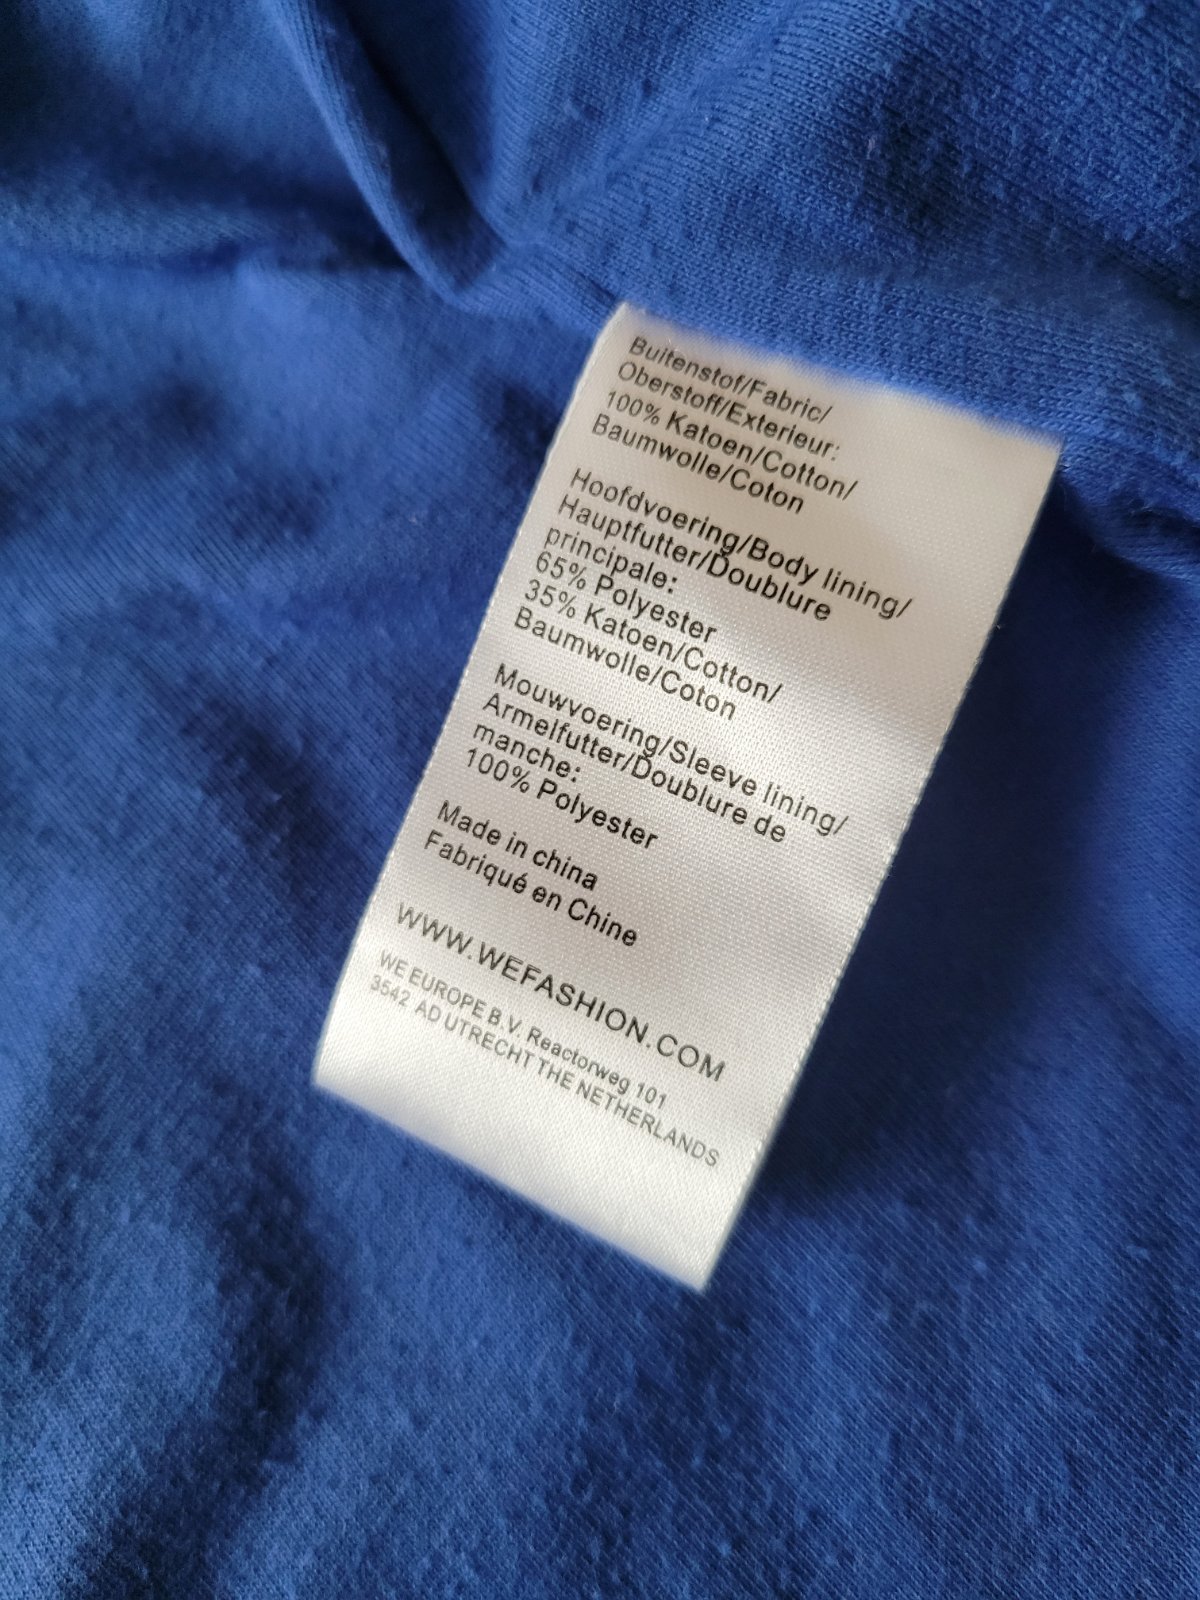 Buitenstof/Fabric/
Oberstoff/Exterieur:
100% Katoen/Cotton/
Baumwolle/Coton
Hoofdvoering/Body lining/
Hauptfutter/Doublure
principale:
65% Polyester
35% Katoen/Cotton/
Baumwolle/Coton
Mouwvoering/Sleeve lining/
Armelfutter/Doublure de
manche:
100% Polyester
Made in china
Fabriqué en Chine
WWW.WEFASHION.COM
WE EUROPE B.V. Reactorweg 101
3542 AD UTRECHT THE NETHERLANDS